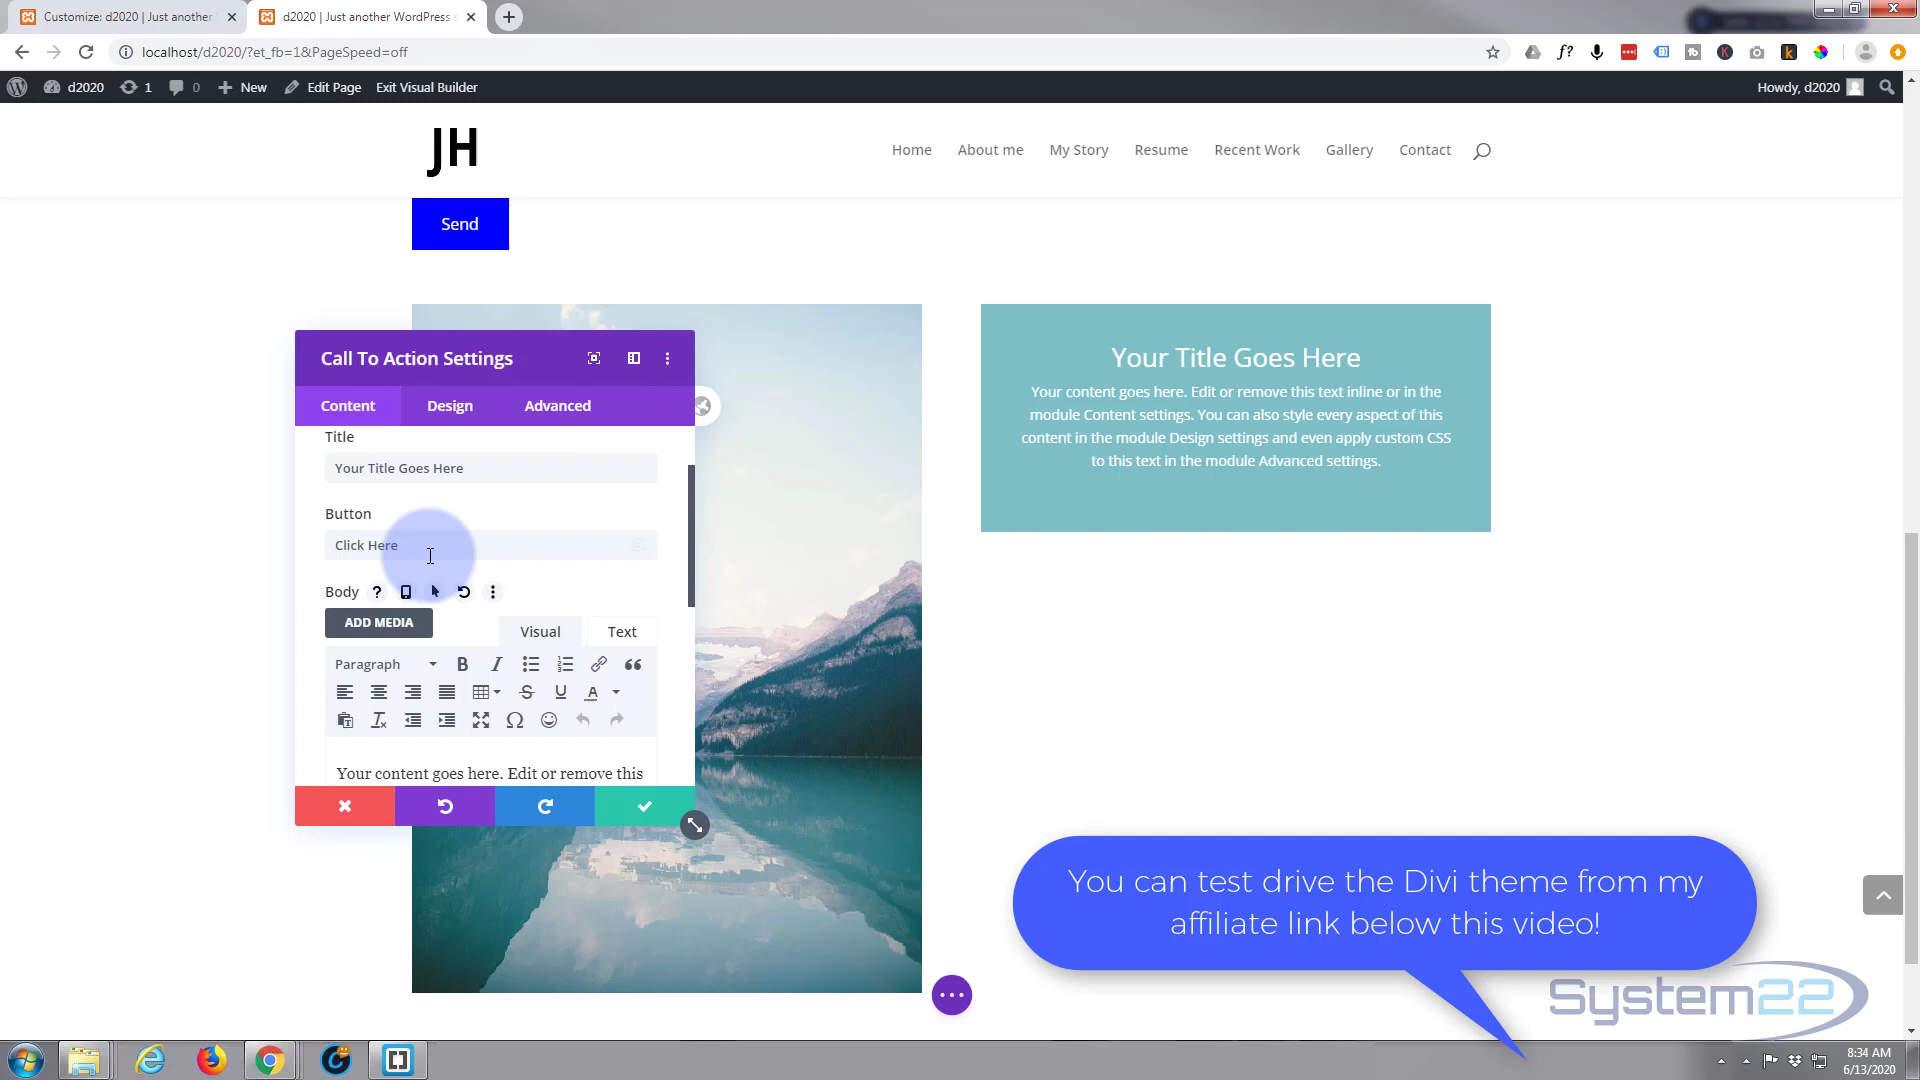 Customize: d2020 | Just another
d2020 | Just another WordPress s
localhost/d2020/?et_fb=1&PageSpeed=off
d2020
1
0
New
Edit Page
Exit Visual Builder
Howdy, d2020
JH
Home
About me
My Story
Resume
Recent Work
Gallery
Contact
Send
Call To Action Settings
Content
Design
Advanced
Title
Your Title Goes Here
Button
Click Here
Body
ADD MEDIA
Visual
Text
Paragraph
Your content goes here. Edit or remove this
Your Title Goes Here
Your content goes here. Edit or remove this text inline or in the
module Content settings. You can also style every aspect of this
content in the module Design settings and even apply custom CSS
to this text in the module Advanced settings.
You can test drive the Divi theme from my
affiliate link below this video!
System22
8:34 AM
6/13/2020